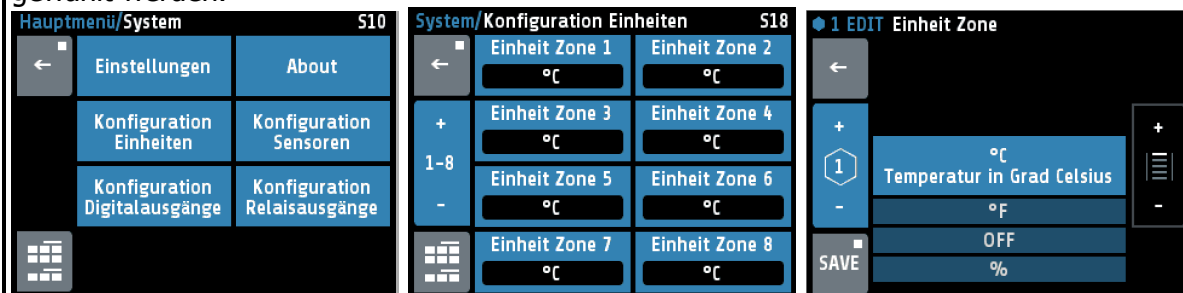 gewählt werden.
Hauptmenü/System S10
←
Einstellungen
About
Konfiguration
Einheiten
Konfiguration
Sensoren
Konfiguration
Digitalausgänge
Konfiguration
Relaisausgänge
System/Konfiguration Einheiten S18
←
Einheit Zone 1
°C
Einheit Zone 2
°C
+
1-8
-
Einheit Zone 3
°C
Einheit Zone 4
°C
Einheit Zone 5
°C
Einheit Zone 6
°C
Einheit Zone 7
°C
Einheit Zone 8
°C
1 EDIT Einheit Zone
←
+
1
-
SAVE
°C
Temperatur in Grad Celsius
°F
OFF
%
+
-